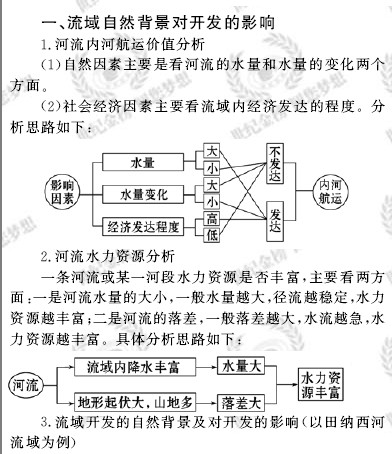 一、流域自然背景对开发的影响
1.河流内河航运价值分析
(1)自然因素主要是看河流的水量和水量的变化两个
方面。
(2)社会经济因素主要看流域内经济发达的程度。分
析思路如下:
影响
因素
水量
大
小
水量变化
大
小
经济发达程度
高
低
不发达
发达
内河
航运
2.河流水力资源分析
一条河流或某一河段水力资源是否丰富,主要看两方
面:一是河流水量的大小,一般水量越大,径流越稳定,水力
资源越丰富;二是河流的落差,一般落差越大,水流越急,水
力资源越丰富。具体分析思路如下:
河流
流域内降水丰富
水量大
地形起伏大,山地多
落差大
水力资
源丰富
3.流域开发的自然背景及对开发的影响(以田纳西河
流域为例)